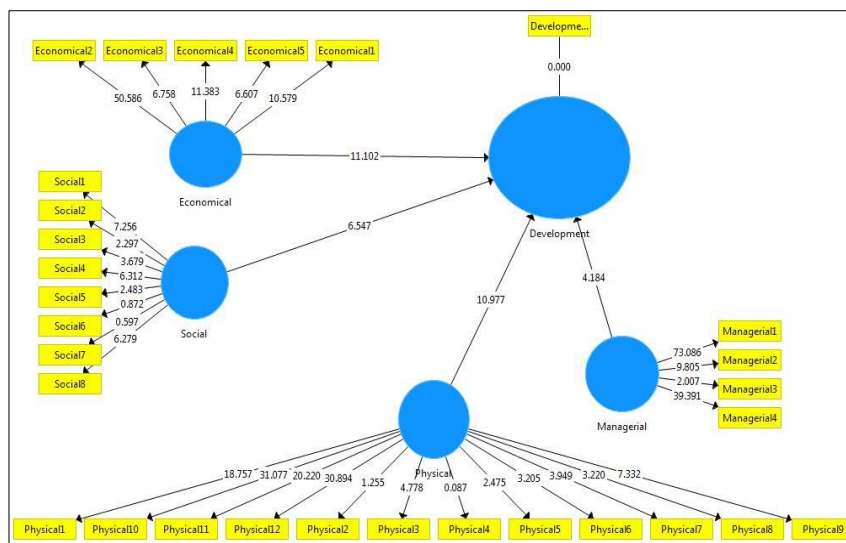 Developme...
Economical2 Economical3 Economical4 Economical5 Economical1
0.000
50.586 6.758 11.383 6.607 10.579
11.102
Economical
Development
Social1
Social2
Social3
Social4
Social5
Social6
Social7
Social8
7.256
2.297
3.679
6.312
2.483
0.872
0.597
6.279
Social
6.547
10.977
4.184
Managerial1
Managerial2
Managerial3
Managerial4
73.086
9.805
2.007
39.391
Managerial
Physical
18.757 31.077 20.220 30.894 1.255 4.778 0.087 2.475 3.205 3.949 3.220 7.332
Physical1 Physical10 Physical11 Physical12 Physical2 Physical3 Physical4 Physical5 Physical6 Physical7 Physical8 Physical9